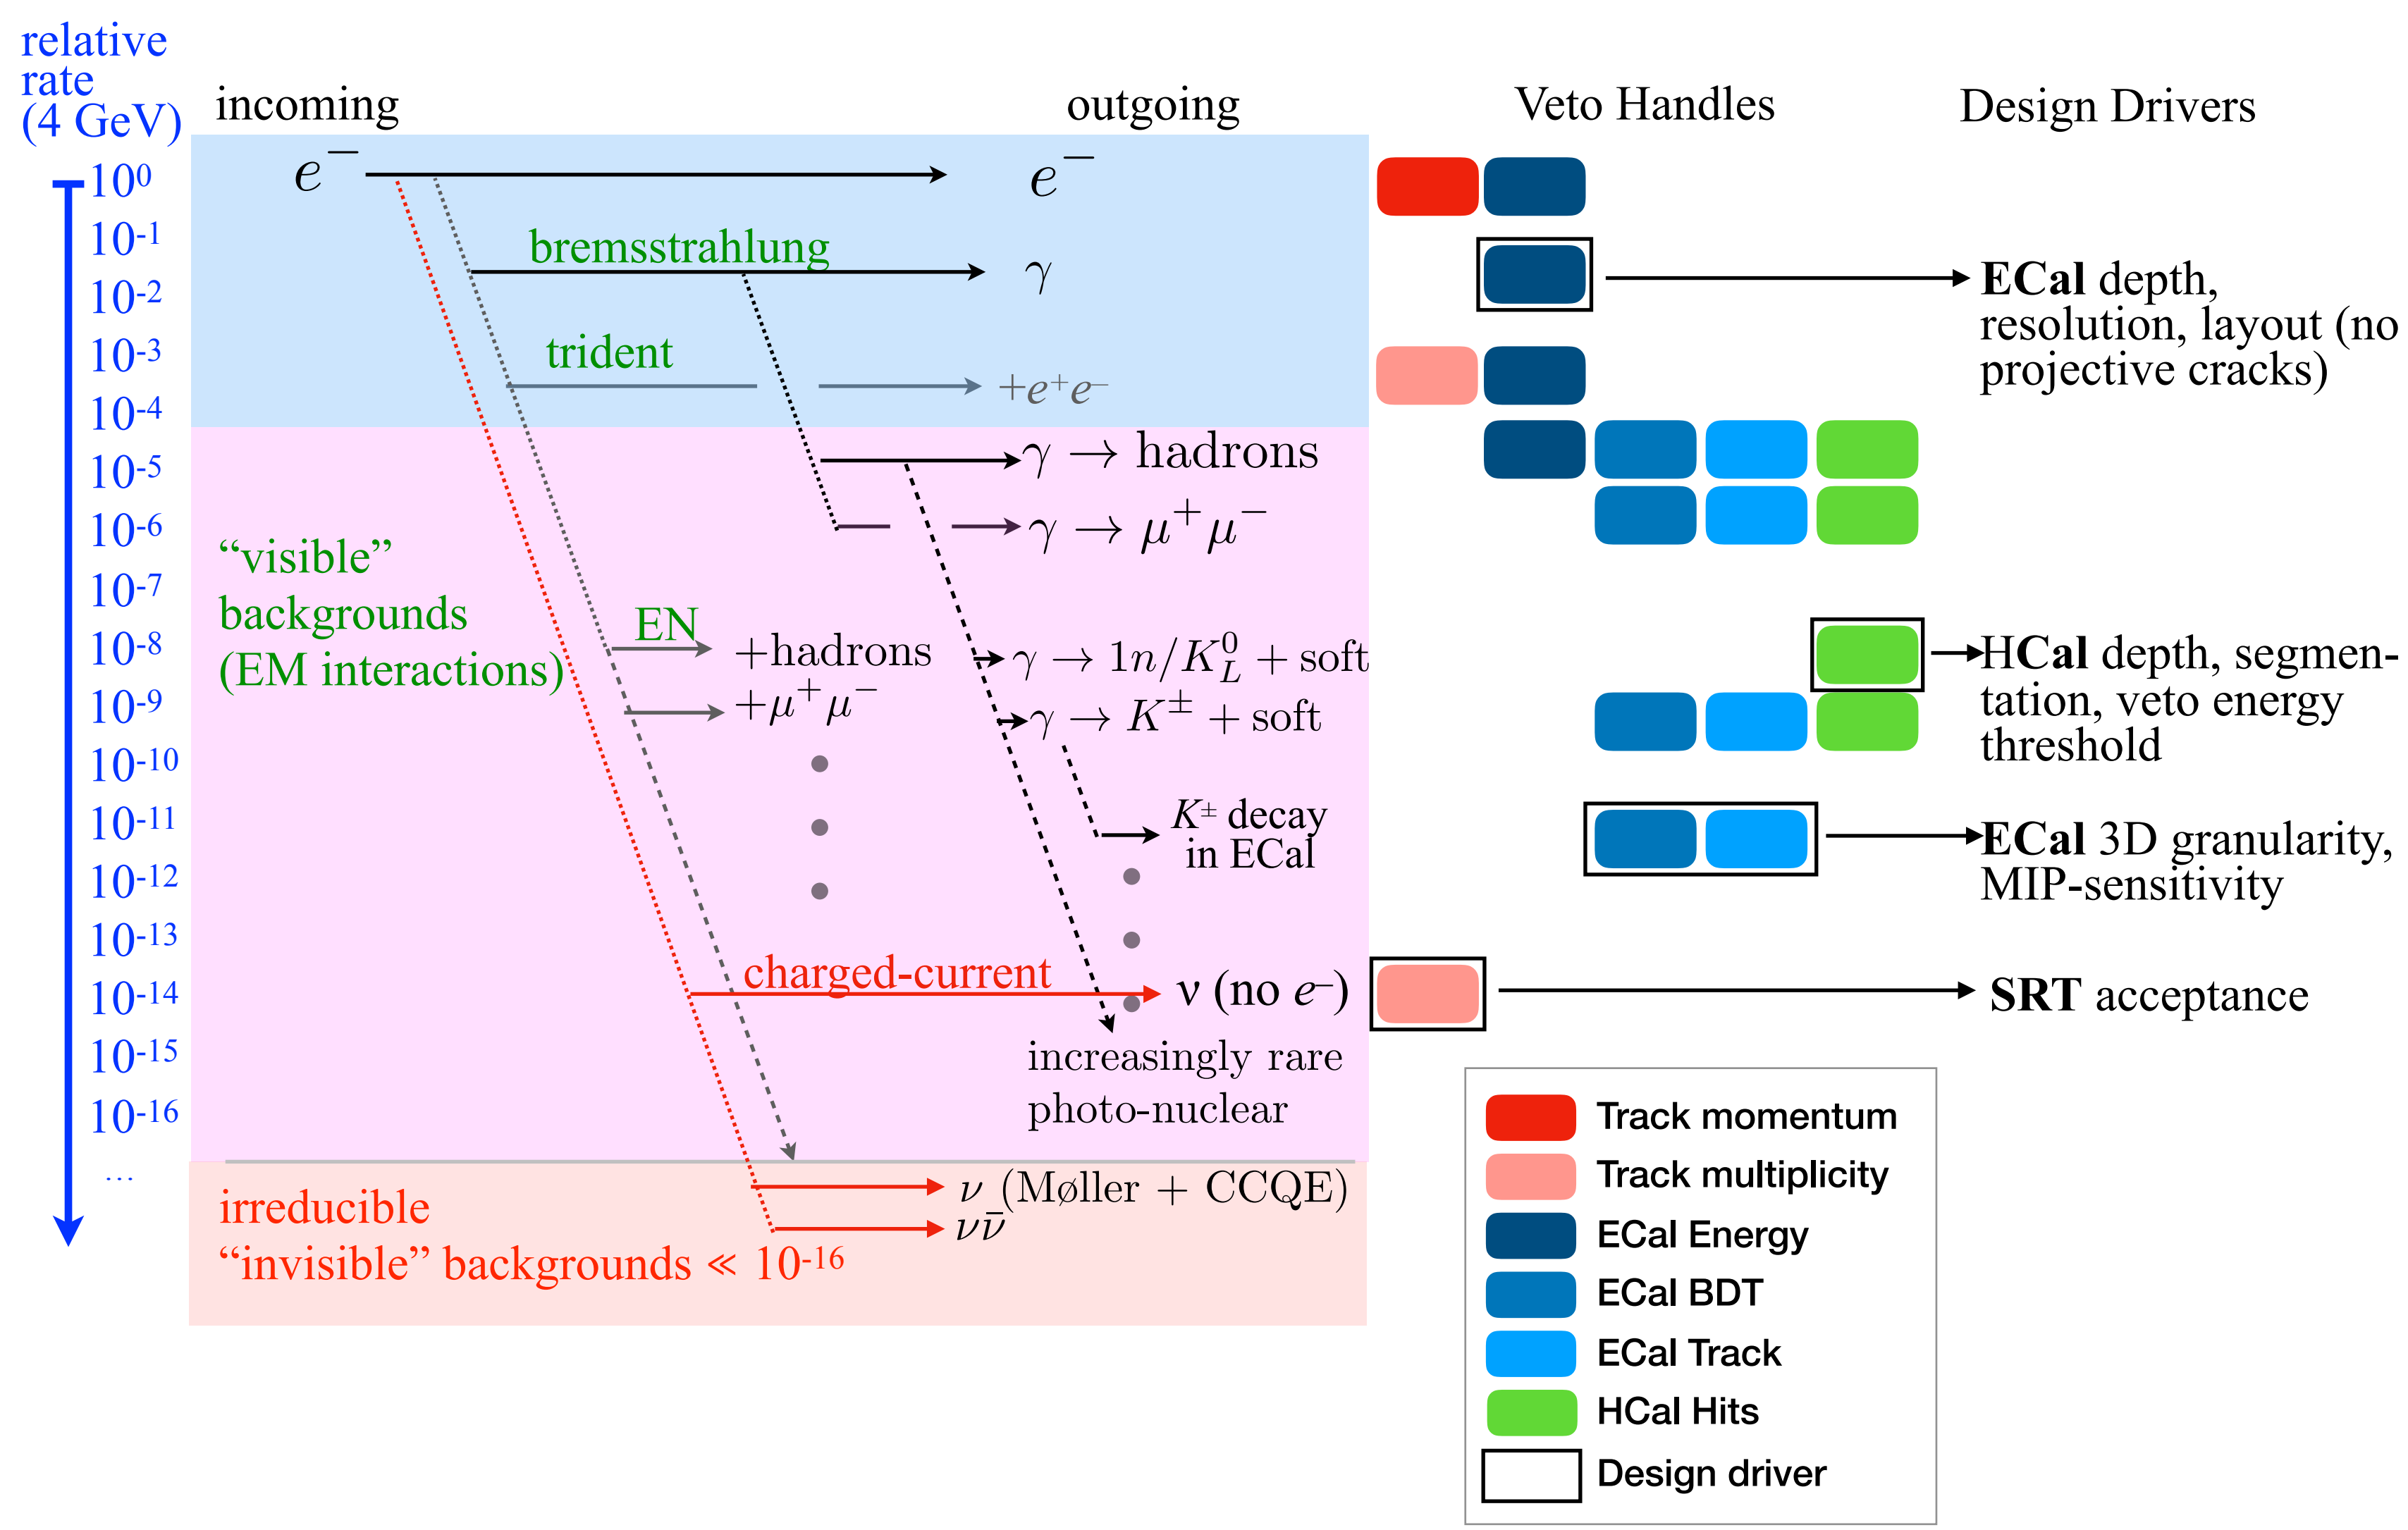 relative
rate
(4 GeV)
incoming
outgoing
Veto Handles
Design Drivers
10⁰
10⁻¹
10⁻²
10⁻³
10⁻⁴
10⁻⁵
10⁻⁶
10⁻⁷
10⁻⁸
10⁻⁹
10⁻¹⁰
10⁻¹¹
10⁻¹²
10⁻¹³
10⁻¹⁴
10⁻¹⁵
10⁻¹⁶
...
e⁻
e⁻
bremsstrahlung
γ
trident
+e⁺e⁻
γ → hadrons
γ → μ⁺μ⁻
“visible”
backgrounds
(EM interactions)
EN
+hadrons
+μ⁺μ⁻
γ → 1n/K_L^0 + soft
γ → K^± + soft
K^± decay
in ECal
charged-current
ν (no e⁻)
increasingly rare
photo-nuclear
irreducible
“invisible” backgrounds ≪ 10⁻¹⁶
ν (Møller + CCQE)
νν̄
ECal depth,
resolution, layout (no
projective cracks)
HCal depth, segmen-
tation, veto energy
threshold
ECal 3D granularity,
MIP-sensitivity
SRT acceptance
Track momentum
Track multiplicity
ECal Energy
ECal BDT
ECal Track
HCal Hits
Design driver